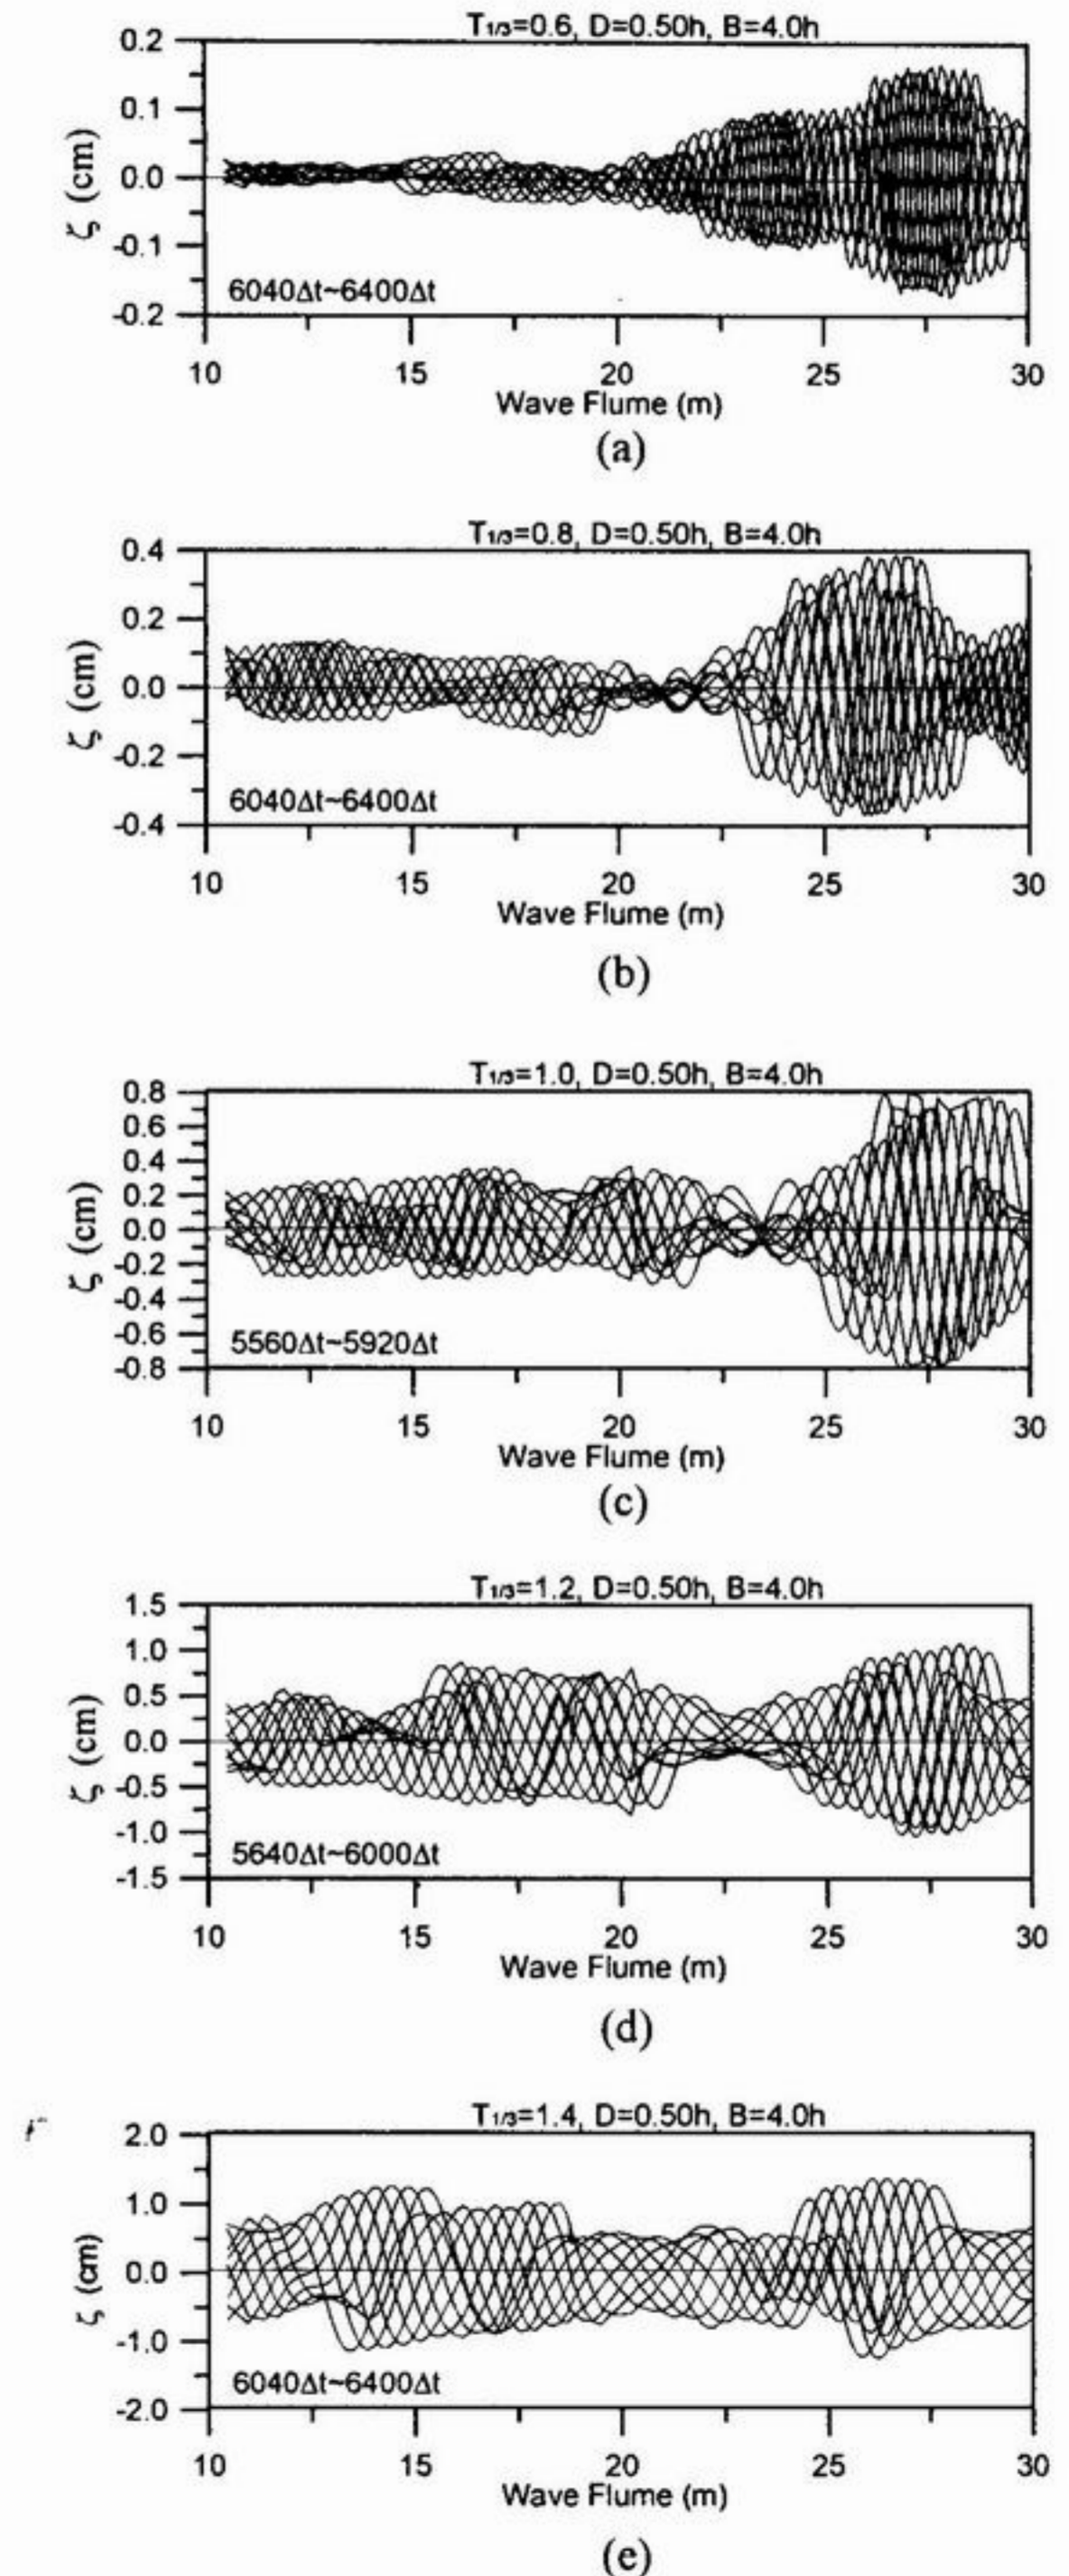 T1/3=0.6, D=0.50h, B=4.0h
0.2
0.1
0.0
-0.1
-0.2
ζ (cm)
6040Δt~6400Δt
10 15 20 25 30
Wave Flume (m)
(a)
T1/3=0.8, D=0.50h, B=4.0h
0.4
0.2
0.0
-0.2
-0.4
ζ (cm)
6040Δt~6400Δt
10 15 20 25 30
Wave Flume (m)
(b)
T1/3=1.0, D=0.50h, B=4.0h
0.8
0.6
0.4
0.2
0.0
-0.2
-0.4
-0.6
-0.8
ζ (cm)
5560Δt~5920Δt
10 15 20 25 30
Wave Flume (m)
(c)
T1/3=1.2, D=0.50h, B=4.0h
1.5
1.0
0.5
0.0
-0.5
-1.0
-1.5
ζ (cm)
5640Δt~6000Δt
10 15 20 25 30
Wave Flume (m)
(d)
T1/3=1.4, D=0.50h, B=4.0h
2.0
1.0
0.0
-1.0
-2.0
ζ (cm)
6040Δt~6400Δt
10 15 20 25 30
Wave Flume (m)
(e)